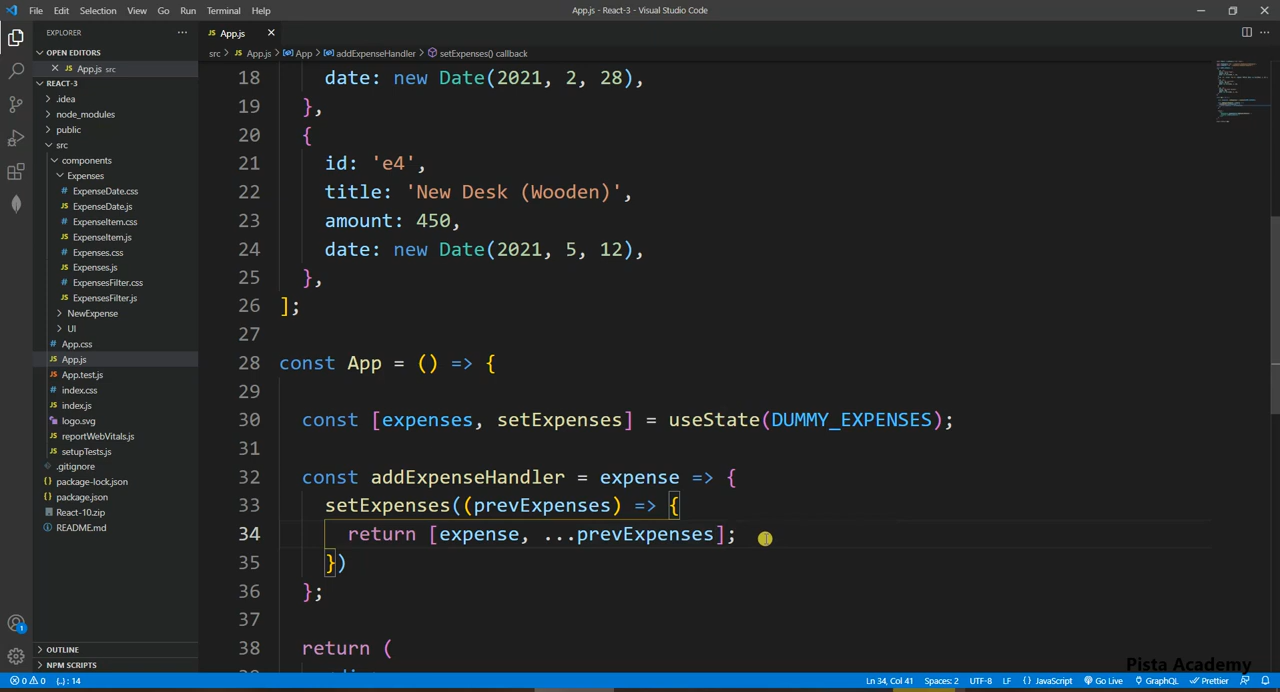 File Edit Selection View Go Run Terminal Help
App.js - React-3 - Visual Studio Code
EXPLORER
OPEN EDITORS
App.js src
REACT-3
.idea
node_modules
public
src
components
Expenses
ExpenseDate.css
ExpenseDate.js
ExpenseItem.css
ExpenseItem.js
Expenses.css
Expenses.js
ExpensesFilter.css
ExpensesFilter.js
NewExpense
UI
App.css
App.js
App.test.js
index.css
index.js
logo.svg
reportWebVitals.js
setupTests.js
.gitignore
package-lock.json
package.json
React-10.zip
README.md
OUTLINE
NPM SCRIPTS
App.js
src > App.js > App > addExpenseHandler > setExpenses() callback
18 date: new Date(2021, 2, 28),
19 },
20 {
21 id: 'e4',
22 title: 'New Desk (Wooden)',
23 amount: 450,
24 date: new Date(2021, 5, 12),
25 },
26 ];
27
28 const App = () => {
29
30 const [expenses, setExpenses] = useState(DUMMY_EXPENSES);
31
32 const addExpenseHandler = expense => {
33 setExpenses((prevExpenses) => {
34 return [expense, ...prevExpenses];
35 })
36 };
37
38 return (
Pista Academy
0 0 {..} : 14
Ln 34, Col 41 Spaces: 2 UTF-8 LF {} JavaScript Go Live GraphQL Prettier